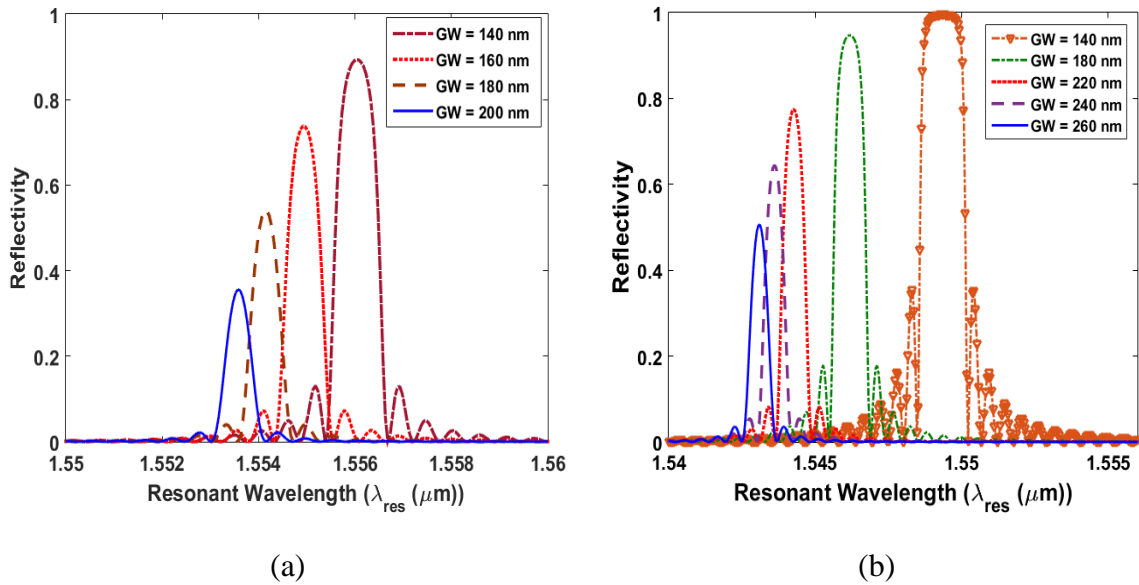 1
0.8
0.6
0.4
0.2
0
Reflectivity
1.55
1.552
1.554
1.556
1.558
1.56
Resonant Wavelength (λres (μm))
GW = 140 nm
GW = 160 nm
GW = 180 nm
GW = 200 nm
(a)
1
0.8
0.6
0.4
0.2
0
Reflectivity
1.54
1.545
1.55
1.555
Resonant Wavelength (λres (μm))
GW = 140 nm
GW = 180 nm
GW = 220 nm
GW = 240 nm
GW = 260 nm
(b)